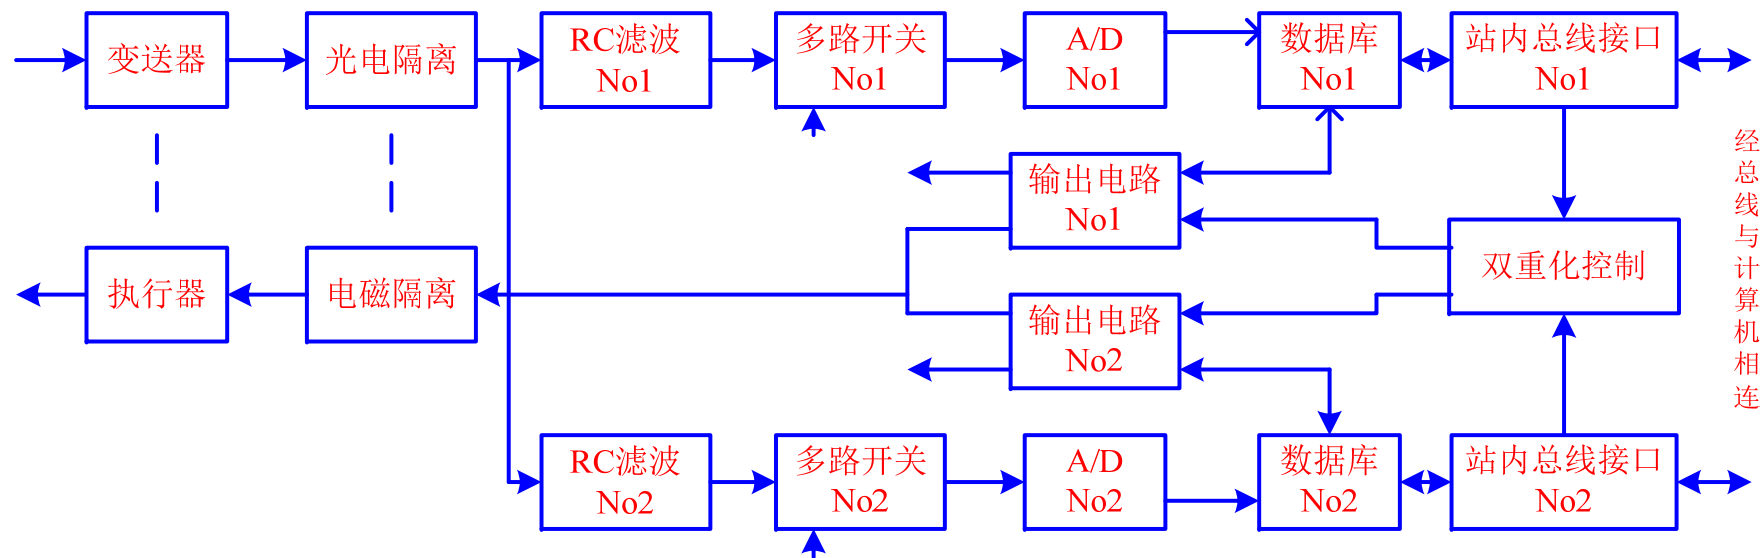 变送器
光电隔离
RC滤波
No1
多路开关
No1
A/D
No1
数据库
No1
站内总线接口
No1
输出电路
No1
经总线与计算机相连
执行器
电磁隔离
双重化控制
输出电路
No2
RC滤波
No2
多路开关
No2
A/D
No2
数据库
No2
站内总线接口
No2